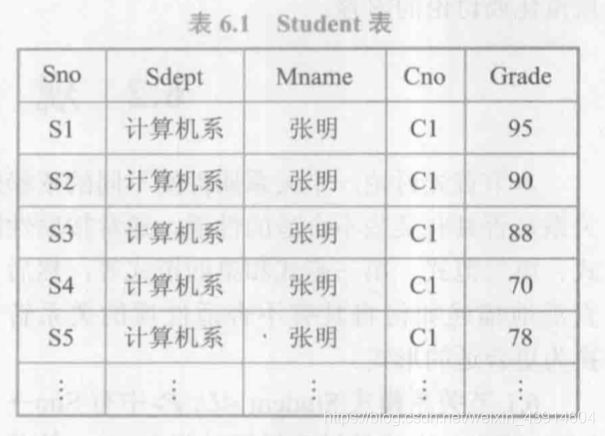 表 6.1 Student 表
Sno Sdept Mname Cno Grade
S1 计算机系 张明 C1 95
S2 计算机系 张明 C1 90
S3 计算机系 张明 C1 88
S4 计算机系 张明 C1 70
S5 计算机系 张明 C1 78
⋮ ⋮ ⋮ ⋮ ⋮
https://blog.csdn.net/weixin_43914604